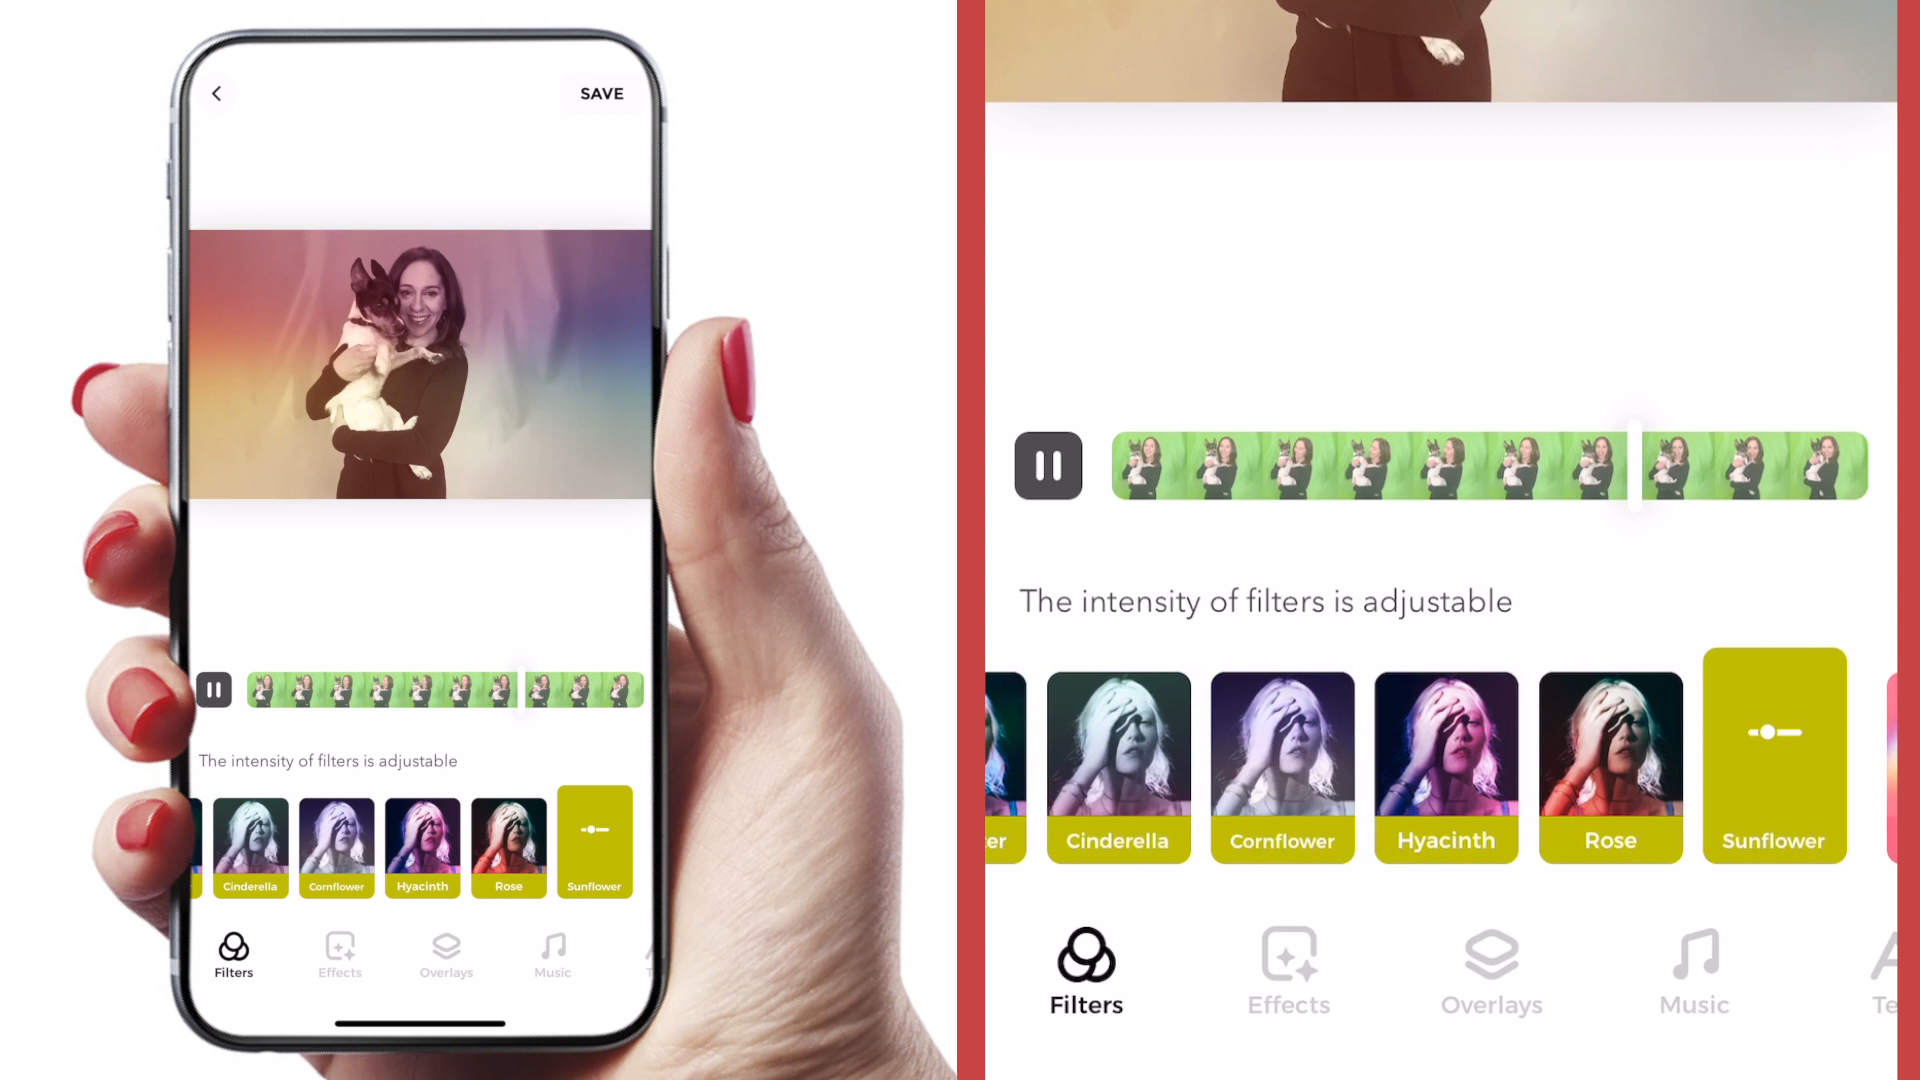 SAVE
The intensity of filters is adjustable
Cinderella
Cornflower
Hyacinth
Rose
Sunflower
Filters
Effects
Overlays
Music
T
The intensity of filters is adjustable
er
Cinderella
Cornflower
Hyacinth
Rose
Sunflower
Filters
Effects
Overlays
Music
Te